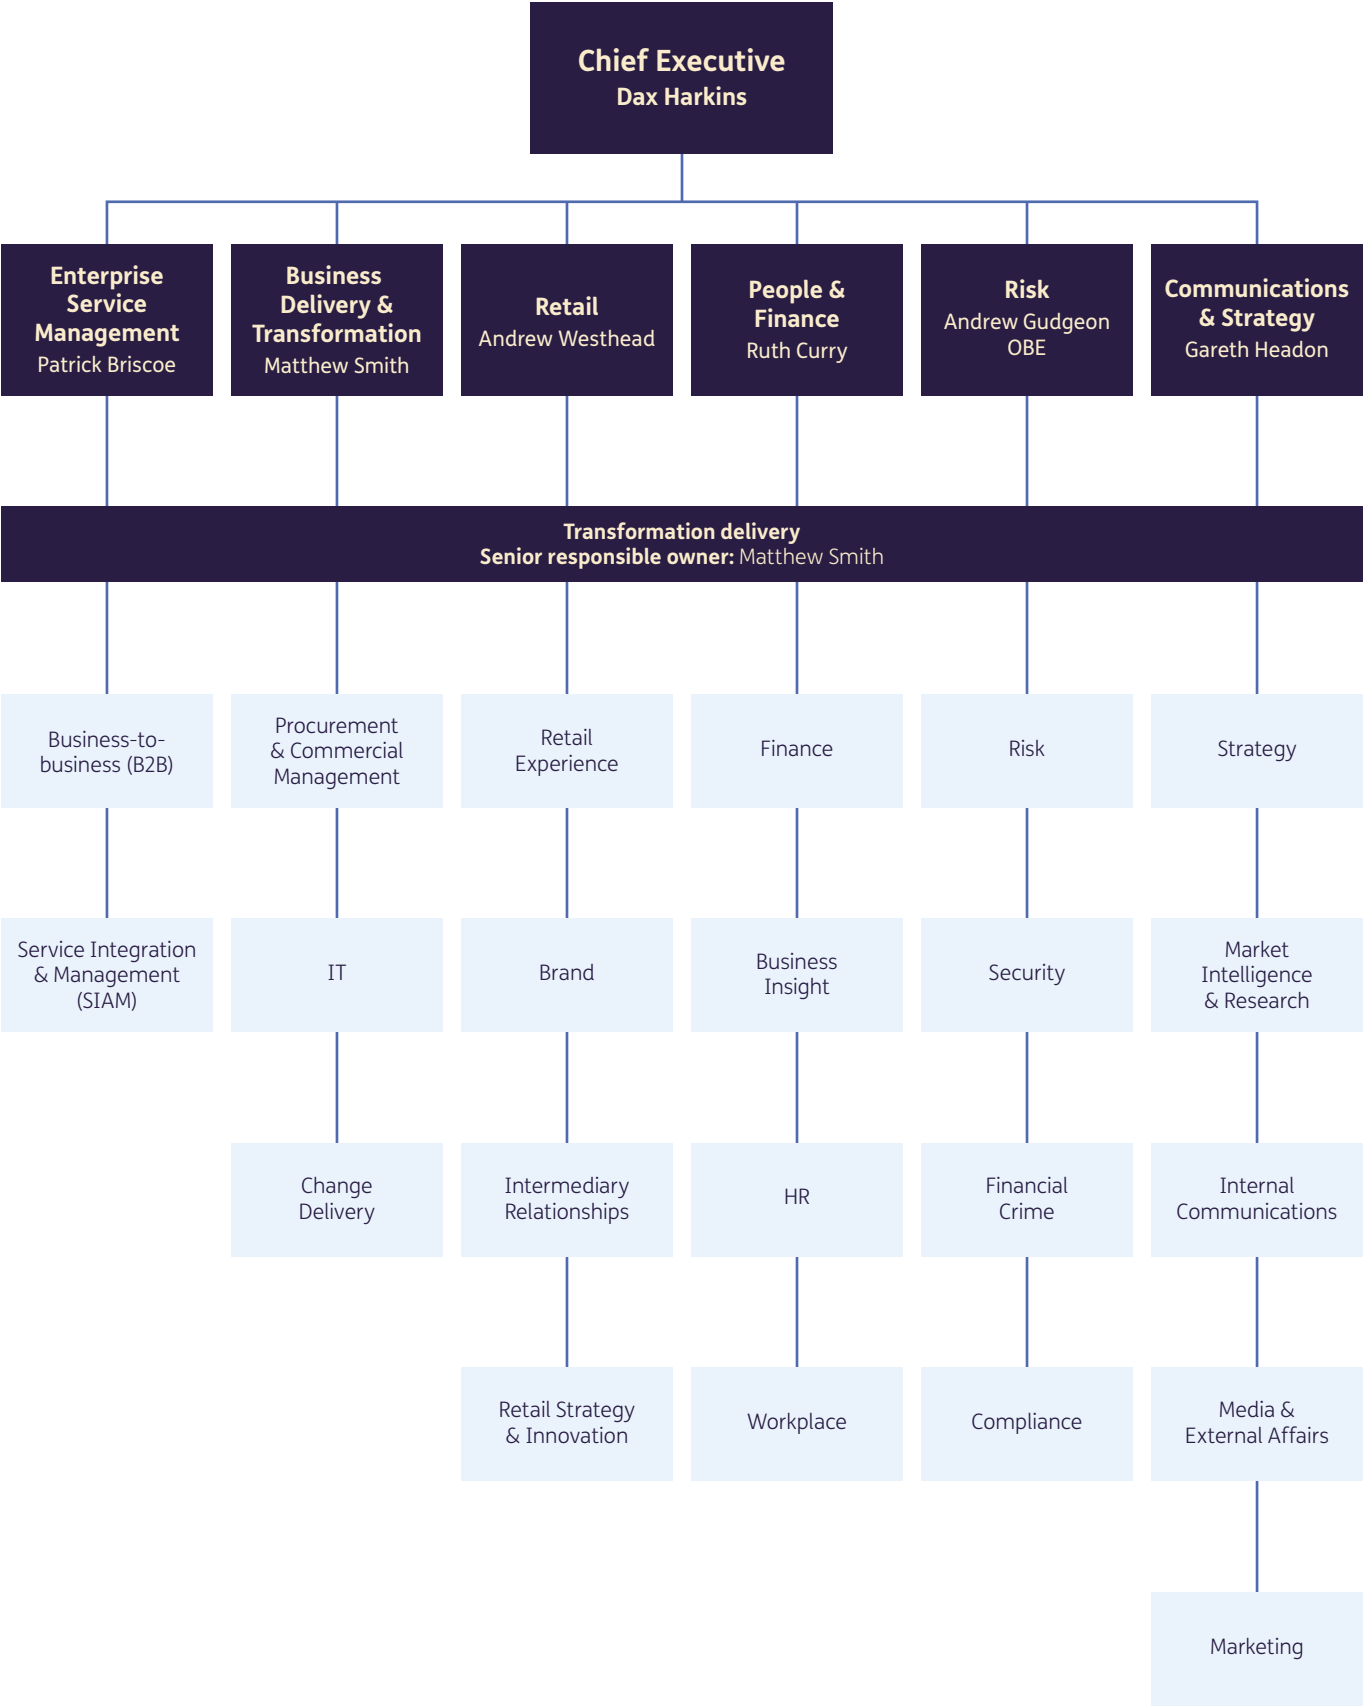 Chief Executive
Dax Harkins
Enterprise
Service
Management
Patrick Briscoe
Business
Delivery &
Transformation
Matthew Smith
Retail
Andrew Westhead
People &
Finance
Ruth Curry
Risk
Andrew Gudgeon
OBE
Communications
& Strategy
Gareth Headon
Transformation delivery
Senior responsible owner: Matthew Smith
Business-to-
business (B2B)
Procurement
& Commercial
Management
Retail
Experience
Finance
Risk
Strategy
Service Integration
& Management
(SIAM)
IT
Brand
Business
Insight
Security
Market
Intelligence
& Research
Change
Delivery
Intermediary
Relationships
HR
Financial
Crime
Internal
Communications
Retail Strategy
& Innovation
Workplace
Compliance
Media &
External Affairs
Marketing